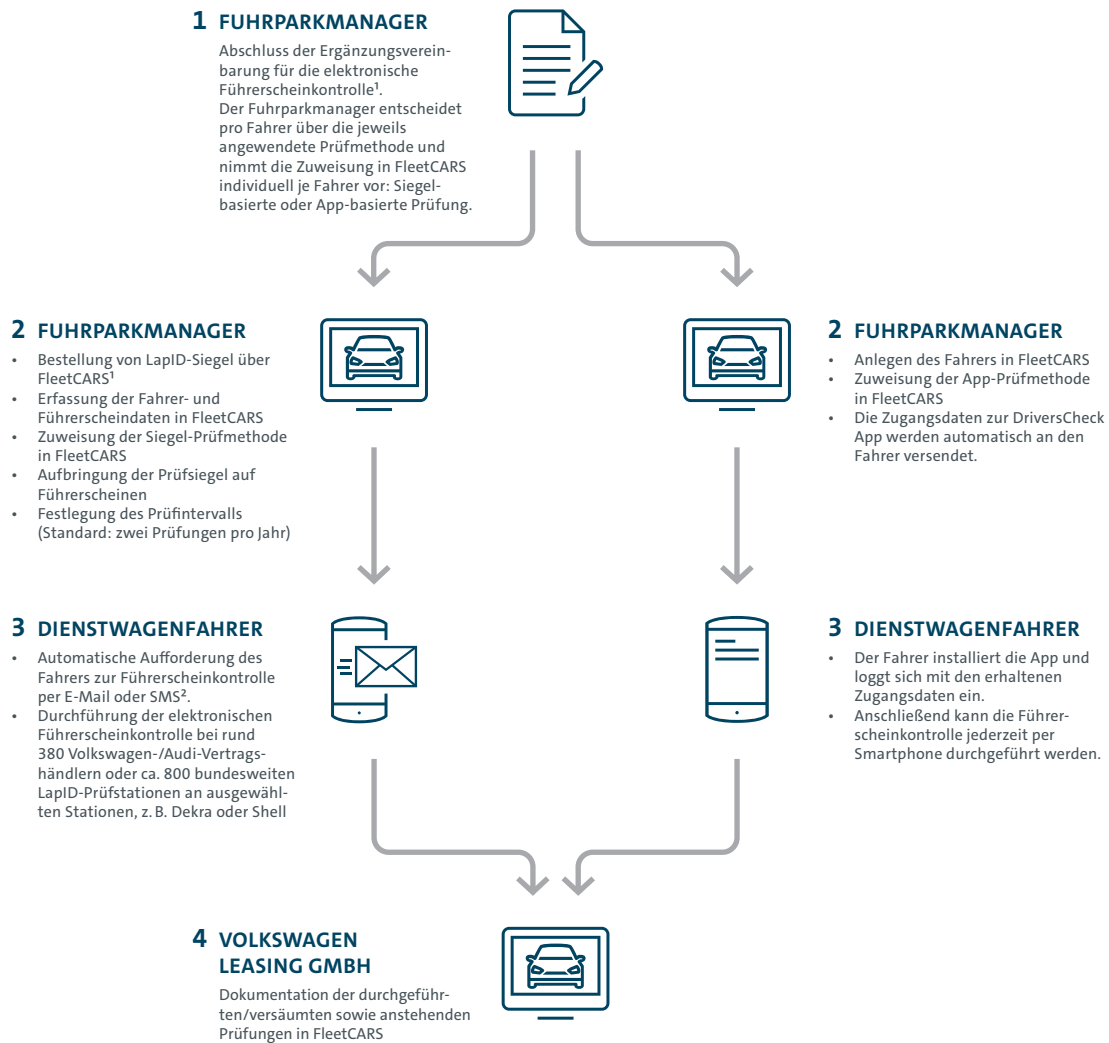 1 FUHRPARKMANAGER
Abschluss der Ergänzungsverein-
barung für die elektronische
Führerscheinkontrolle¹.
Der Fuhrparkmanager entscheidet
pro Fahrer über die jeweils
angewendete Prüfmethode und
nimmt die Zuweisung in FleetCARS
individuell je Fahrer vor: Siegel-
basierte oder App-basierte Prüfung.
2 FUHRPARKMANAGER
• Bestellung von LapID-Siegel über
FleetCARS¹
• Erfassung der Fahrer- und
Führerscheindaten in FleetCARS
• Zuweisung der Siegel-Prüfmethode
in FleetCARS
• Aufbringung der Prüfsiegel auf
Führerscheinen
• Festlegung des Prüfintervalls
(Standard: zwei Prüfungen pro Jahr)
2 FUHRPARKMANAGER
• Anlegen des Fahrers in FleetCARS
• Zuweisung der App-Prüfmethode
in FleetCARS
• Die Zugangsdaten zur DriversCheck
App werden automatisch an den
Fahrer versendet.
3 DIENSTWAGENFAHRER
• Automatische Aufforderung des
Fahrers zur Führerscheinkontrolle
per E-Mail oder SMS².
• Durchführung der elektronischen
Führerscheinkontrolle bei rund
380 Volkswagen-/Audi-Vertrags-
händlern oder ca. 800 bundesweiten
LapID-Prüfstationen an ausgewähl-
ten Stationen, z. B. Dekra oder Shell
3 DIENSTWAGENFAHRER
• Der Fahrer installiert die App und
loggt sich mit den erhaltenen
Zugangsdaten ein.
• Anschließend kann die Führer-
scheinkontrolle jederzeit per
Smartphone durchgeführt werden.
4 VOLKSWAGEN
LEASING GMBH
Dokumentation der durchgeführ-
ten/versäumten sowie anstehenden
Prüfungen in FleetCARS